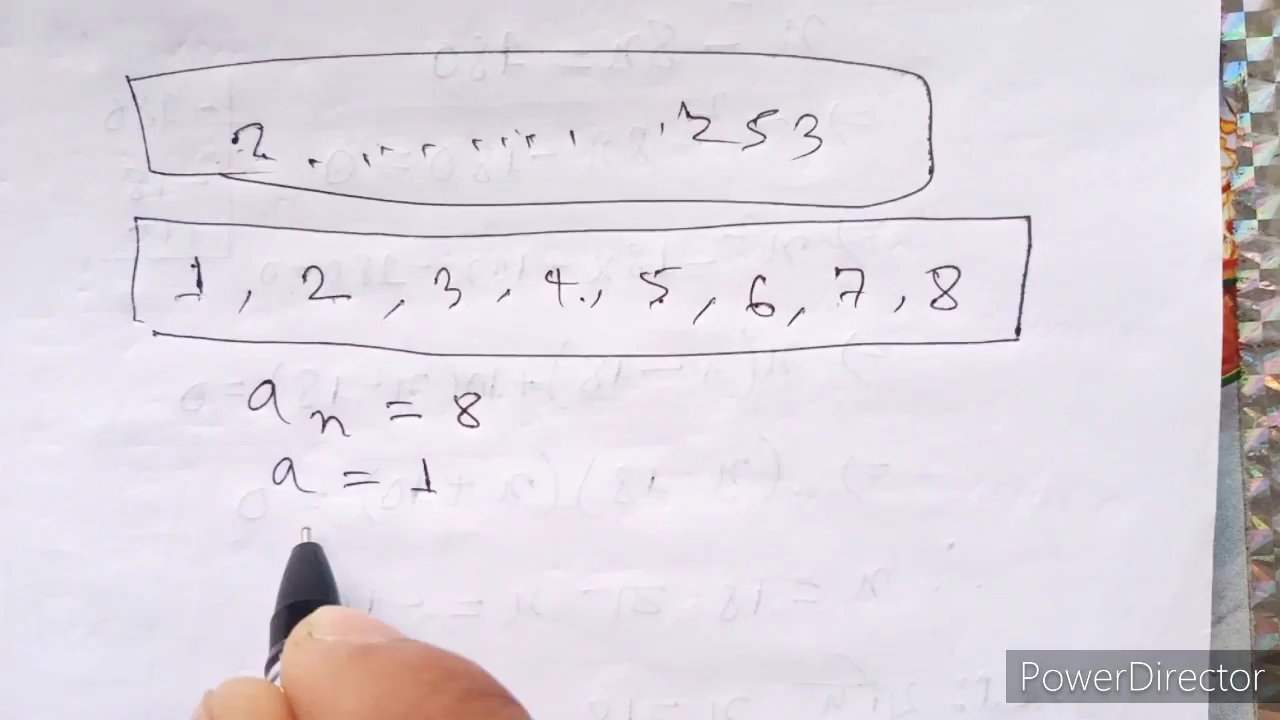 2 . . . . . . . . . . 253
1 , 2 , 3 , 4 , 5 , 6 , 7 , 8
aₙ = 8
a = 1
PowerDirector